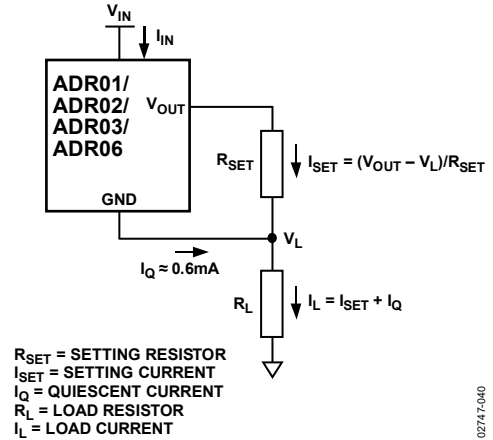 V_IN
I_IN
ADR01/
ADR02/
ADR03/
ADR06
V_OUT
GND
R_SET
I_SET = (V_OUT – V_L)/R_SET
V_L
I_Q ≈ 0.6mA
R_L
I_L = I_SET + I_Q
R_SET = SETTING RESISTOR
I_SET = SETTING CURRENT
I_Q = QUIESCENT CURRENT
R_L = LOAD RESISTOR
I_L = LOAD CURRENT
02747-040